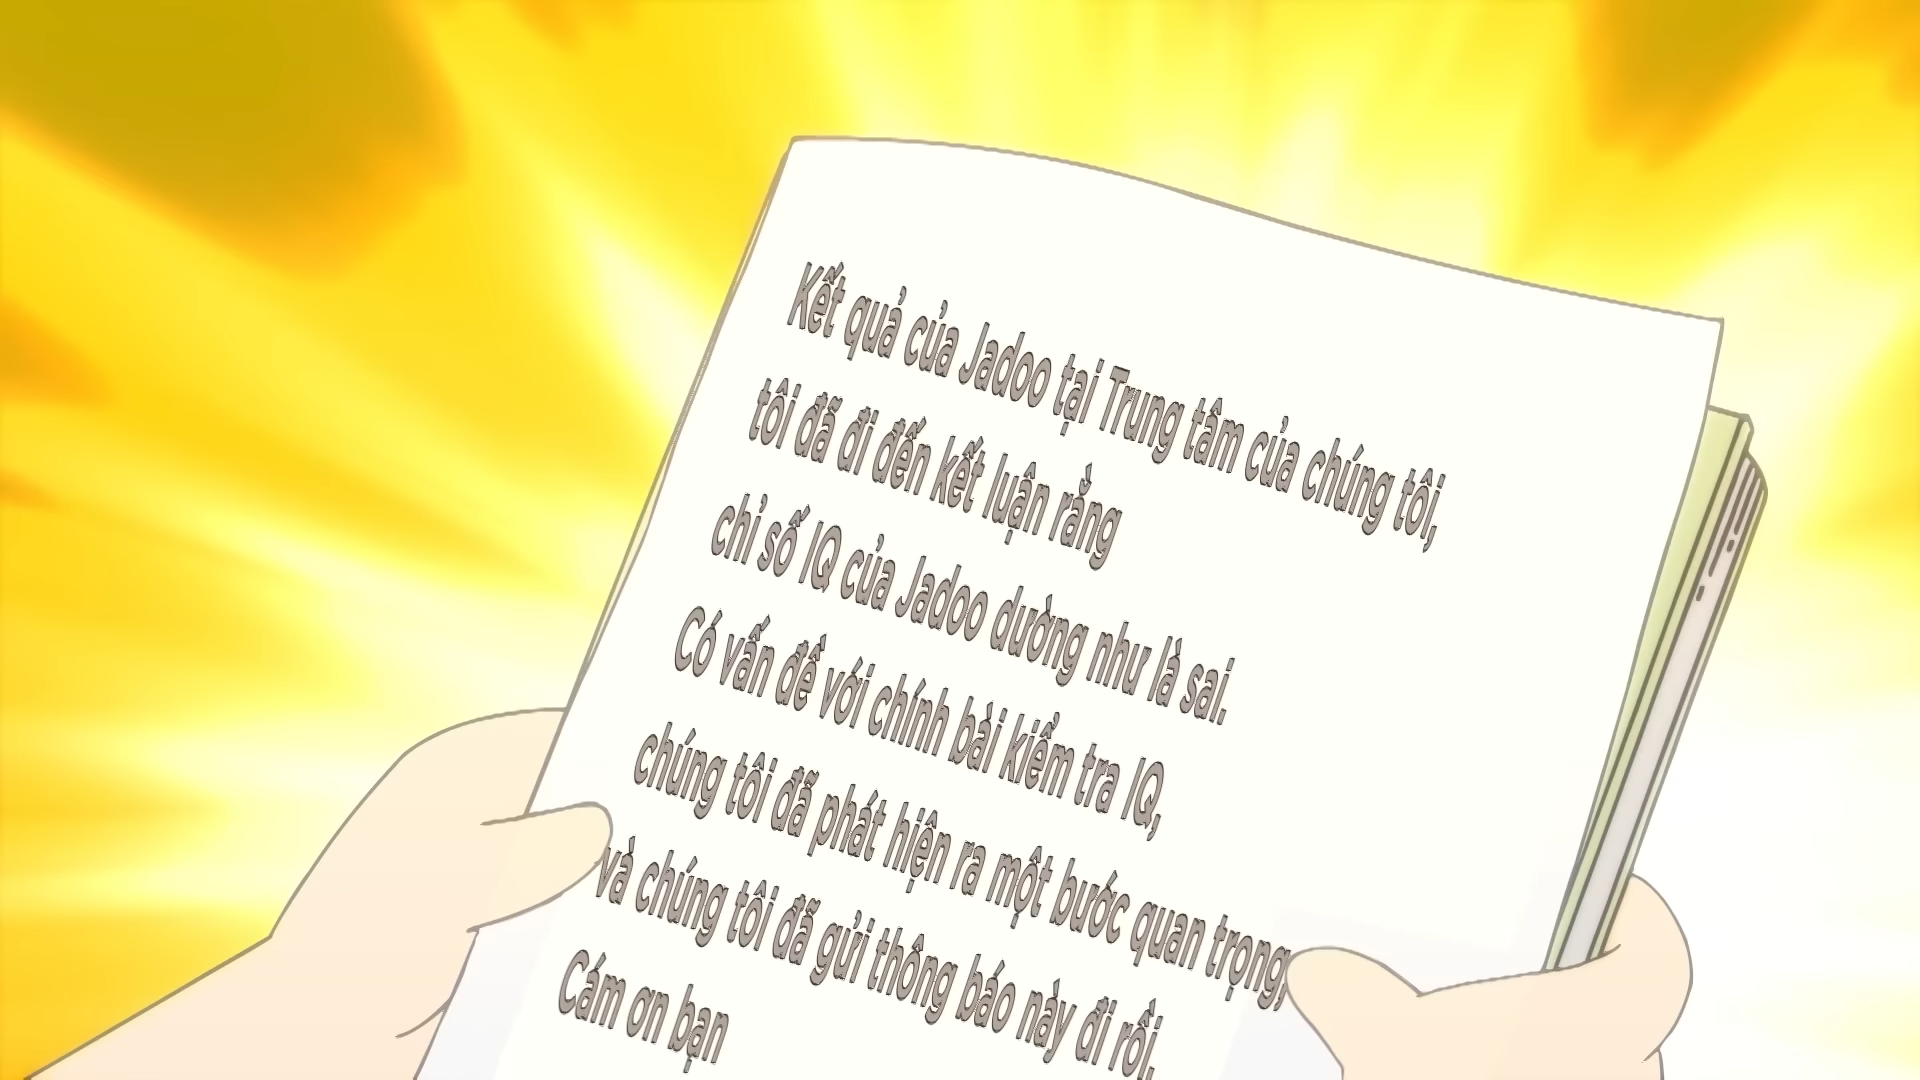 Kết quả của Jadoo tại Trung tâm của chúng tôi,
tôi đã đi đến kết luận rằng
chỉ số IQ của Jadoo dường như là sai.
Có vấn đề với chính bài kiểm tra IQ,
chúng tôi đã phát hiện ra một bước quan trọng,
và chúng tôi đã gửi thông báo này đi rồi.
Cám ơn bạn